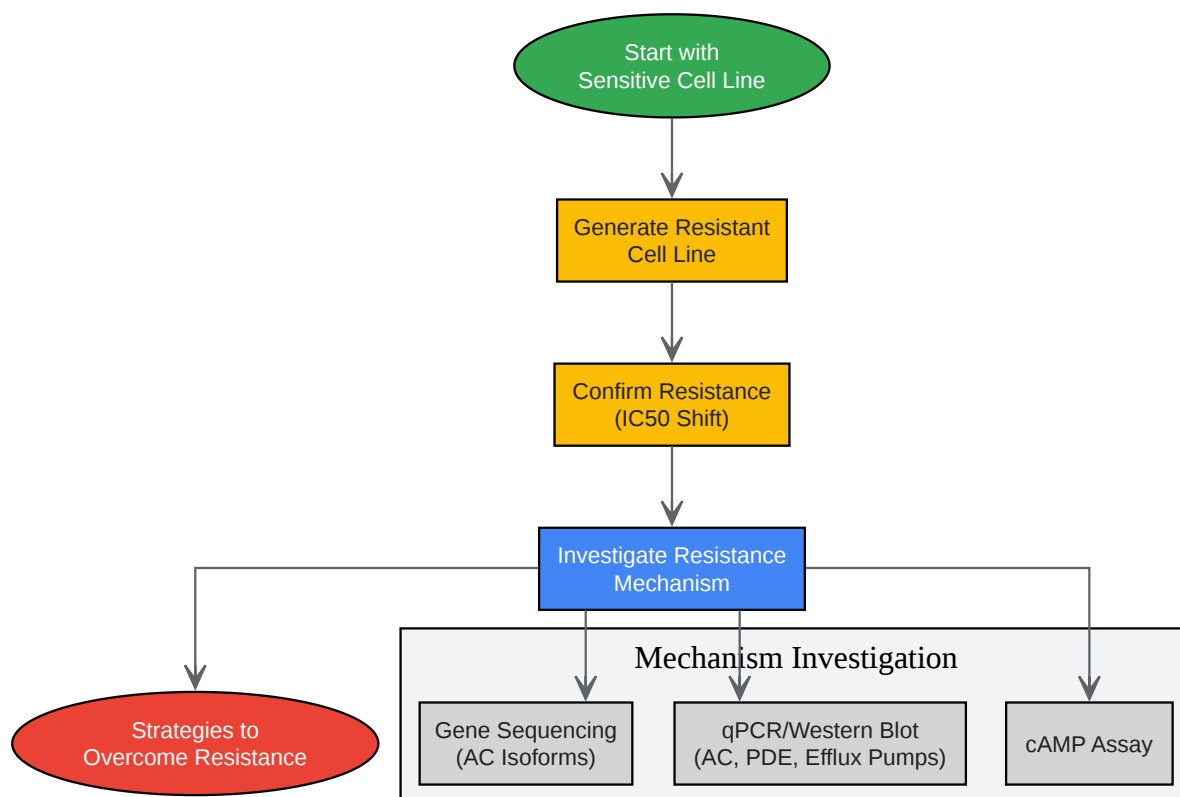 Start with
Sensitive Cell Line
Generate Resistant
Cell Line
Confirm Resistance
(IC50 Shift)
Investigate Resistance
Mechanism
Mechanism Investigation
Strategies to
Overcome Resistance
Gene Sequencing
(AC Isoforms)
qPCR/Western Blot
(AC, PDE, Efflux Pumps)
cAMP Assay